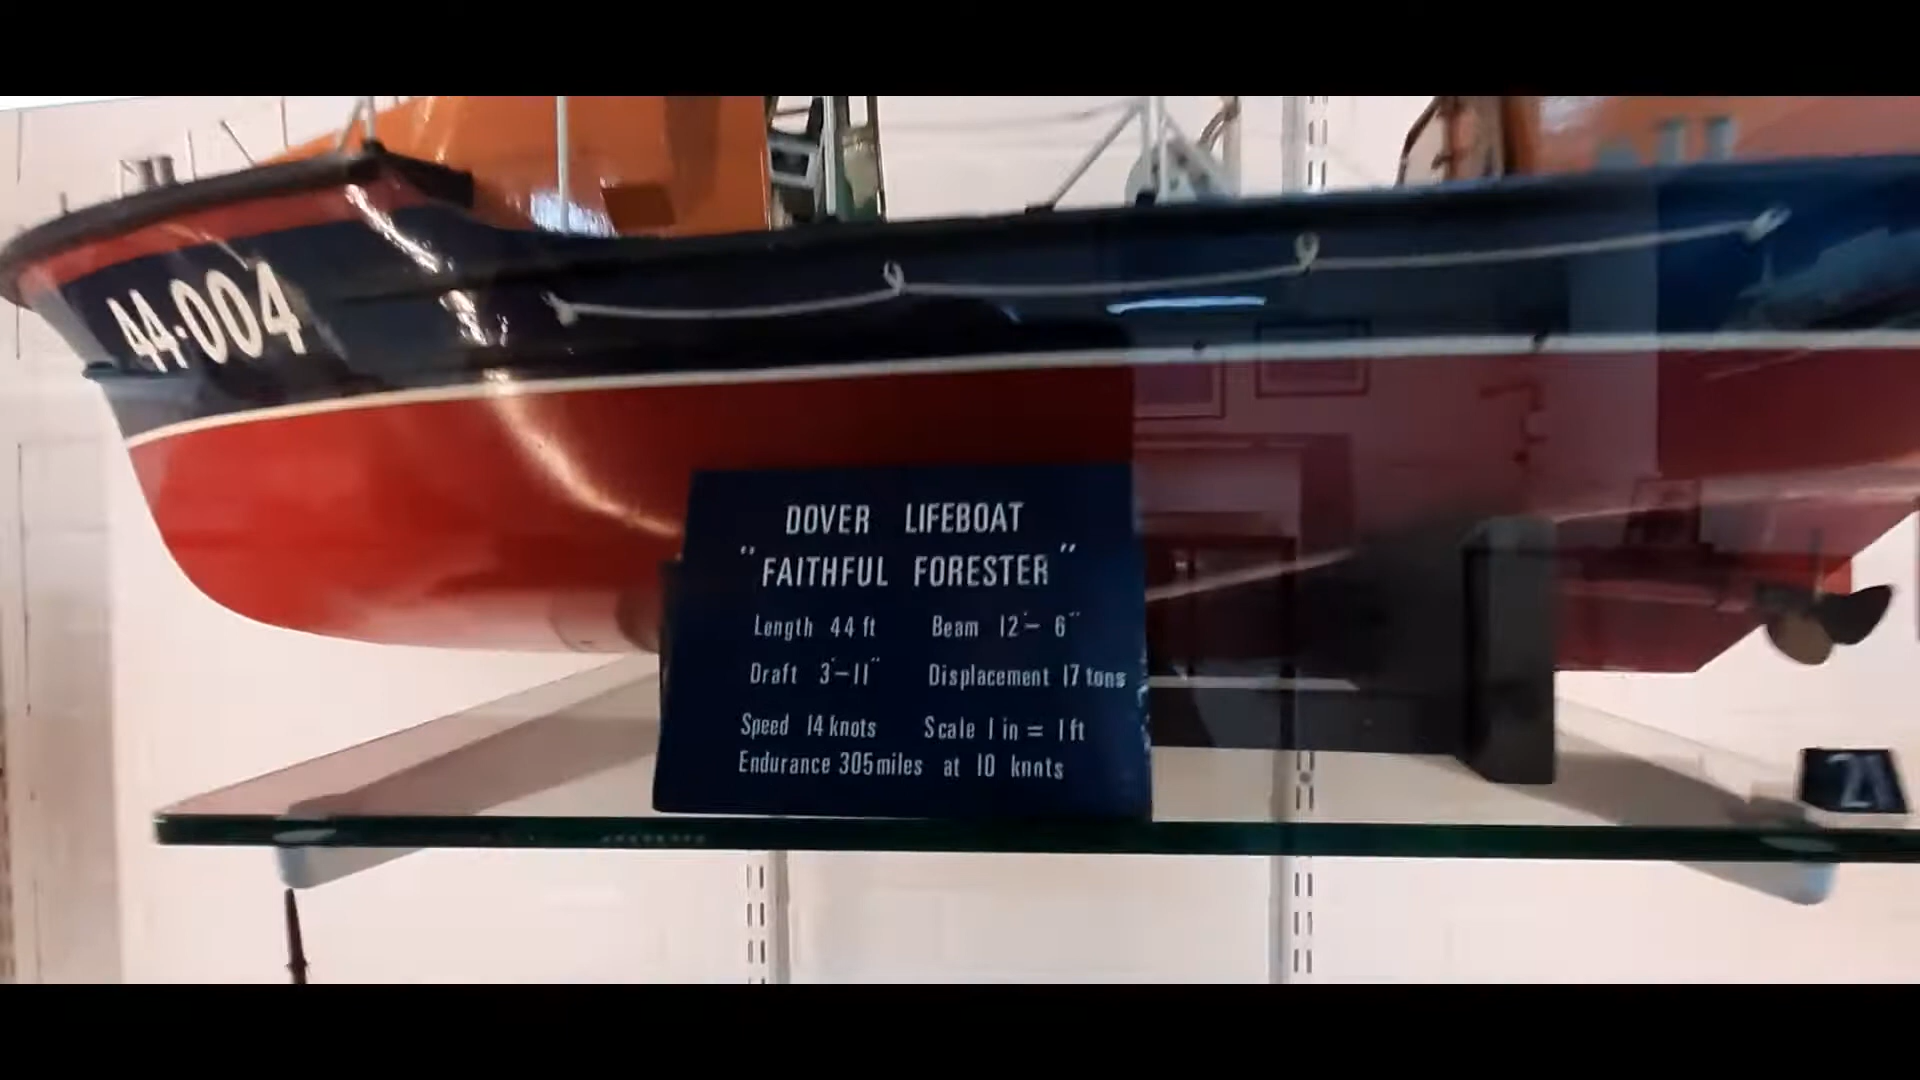 44-004
DOVER LIFEBOAT
"FAITHFUL FORESTER"
Length 44 ft Beam 12'- 6"
Draft 3'-11" Displacement 17 tons
Speed 14 knots Scale 1 in = 1 ft
Endurance 305 miles at 10 knots
21